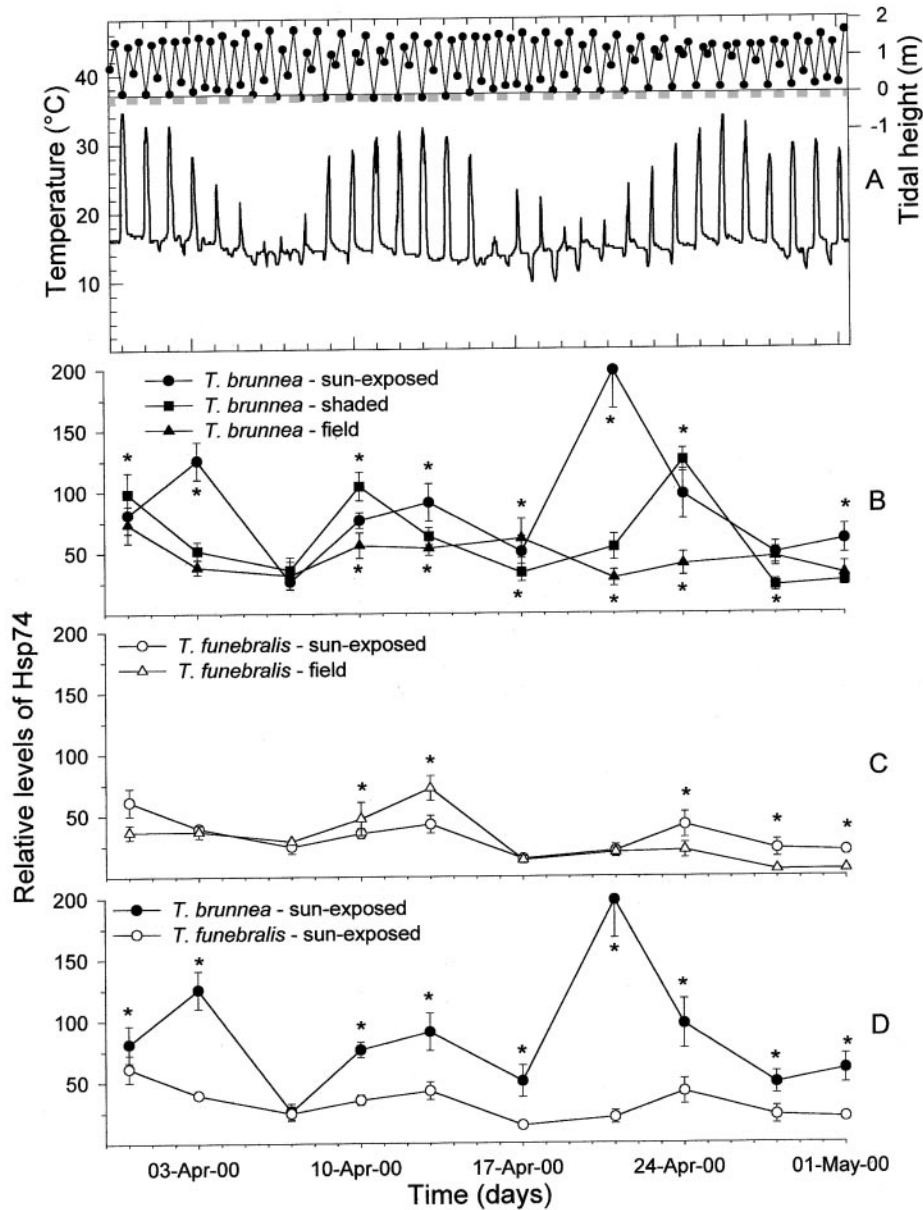 2
40
1
Temperature (°C)
0
Tidal height (m)
30
-1
A
20
10
200
T. brunnea - sun-exposed
T. brunnea - shaded
150
T. brunnea - field
* * * * *
* *
100
B
* *
50
* * * * * *
200
T. funebralis - sun-exposed
T. funebralis - field
150
Relative levels of Hsp74
100
C
* * * * *
50
200
T. brunnea - sun-exposed
T. funebralis - sun-exposed
150
* * * * * * * * *
100
D
50
03-Apr-00 10-Apr-00 17-Apr-00 24-Apr-00 01-May-00
Time (days)